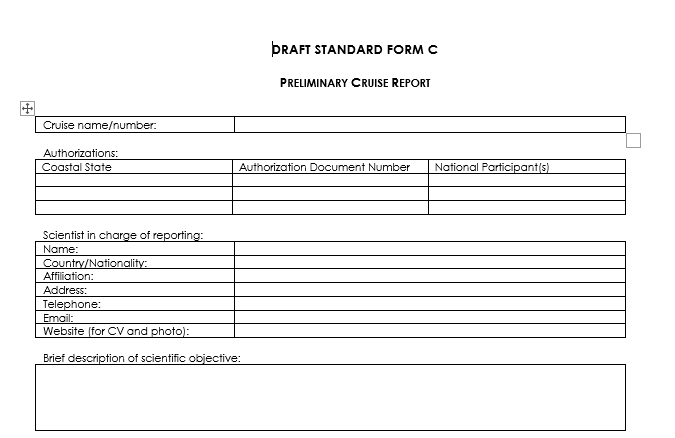 DRAFT STANDARD FORM C
PRELIMINARY CRUISE REPORT
Cruise name/number:
Authorizations:
Coastal State Authorization Document Number National Participant(s)
Scientist in charge of reporting:
Name:
Country/Nationality:
Affiliation:
Address:
Telephone:
Email:
Website (for CV and photo):
Brief description of scientific objective: